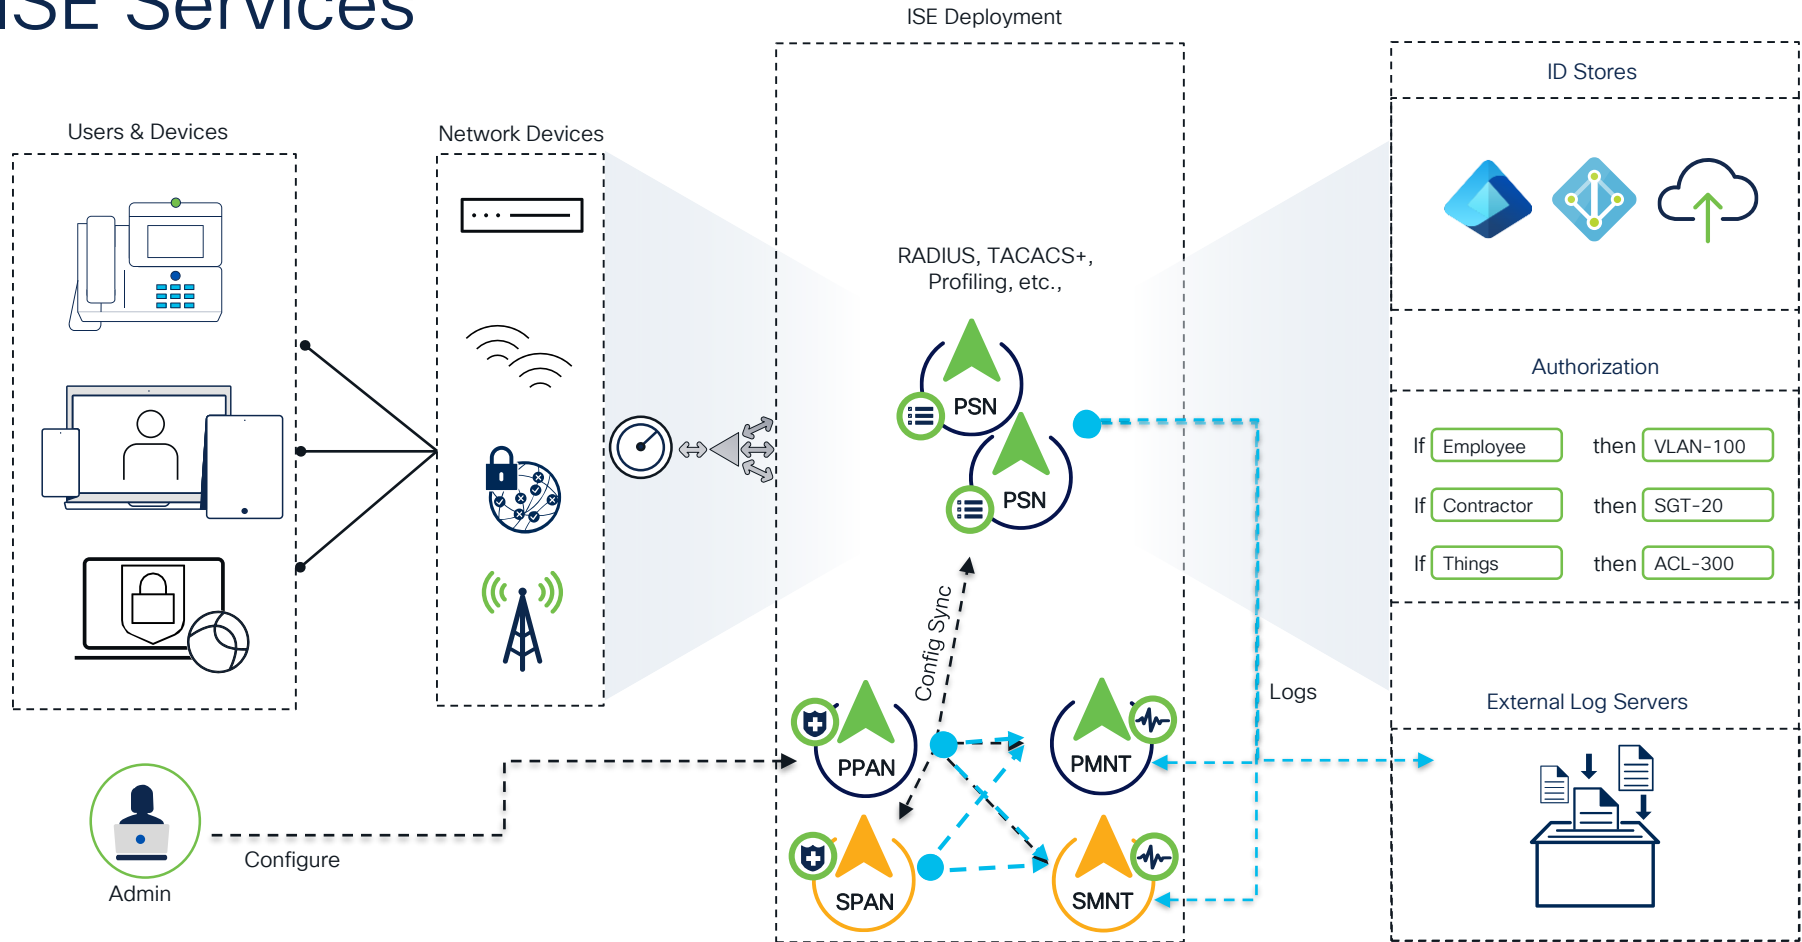 ISE Services
ISE Deployment
ID Stores
Users & Devices
Network Devices
RADIUS, TACACS+,
Profiling, etc.,
PSN
PSN
Authorization
If Employee then VLAN-100
If Contractor then SGT-20
If Things then ACL-300
Config Sync
Logs
External Log Servers
PPAN
PMNT
SPAN
SMNT
Configure
Admin